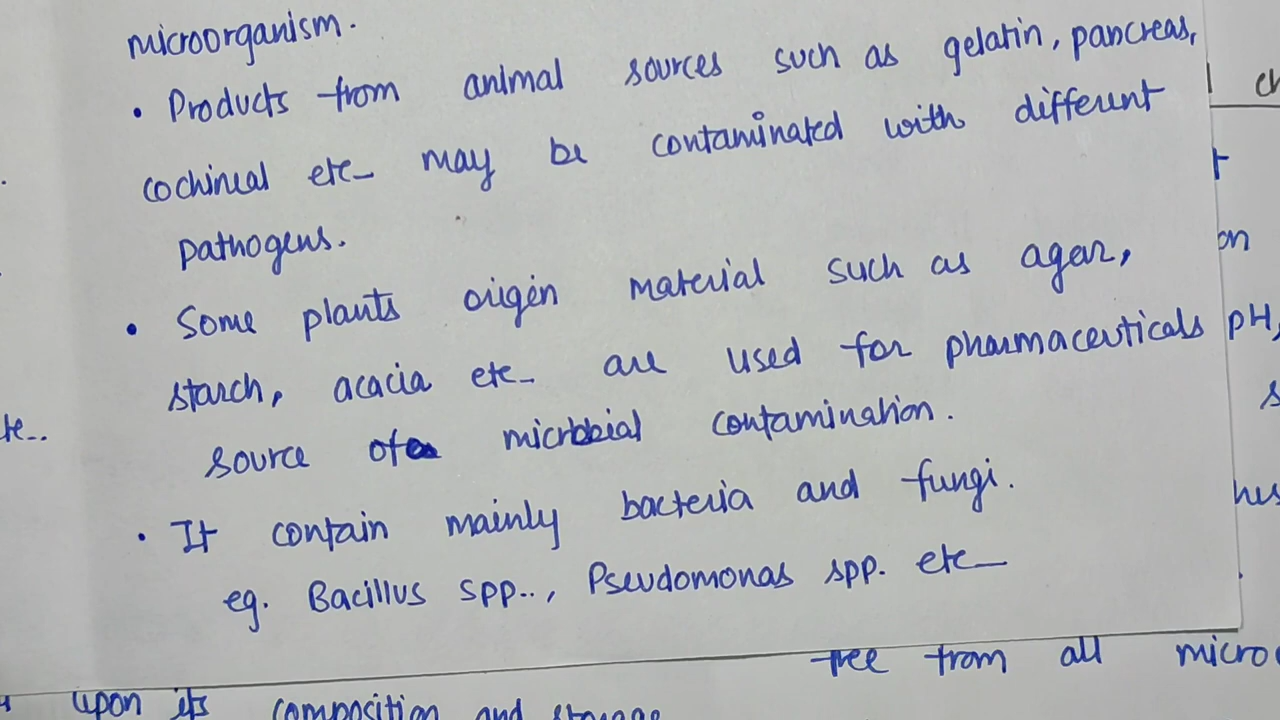 microorganism.
• Products from animal sources such as gelatin, pancreas,
cochineal etc- may be contaminated with different
pathogens.
• Some plants origin material such as agar,
starch, acacia etc- are used for pharmaceuticals
source of microbial contamination.
• It contain mainly bacteria and fungi.
eg. Bacillus spp.., Pseudomonas spp. etc-
pH,
free from all micro
upon its composition and storage